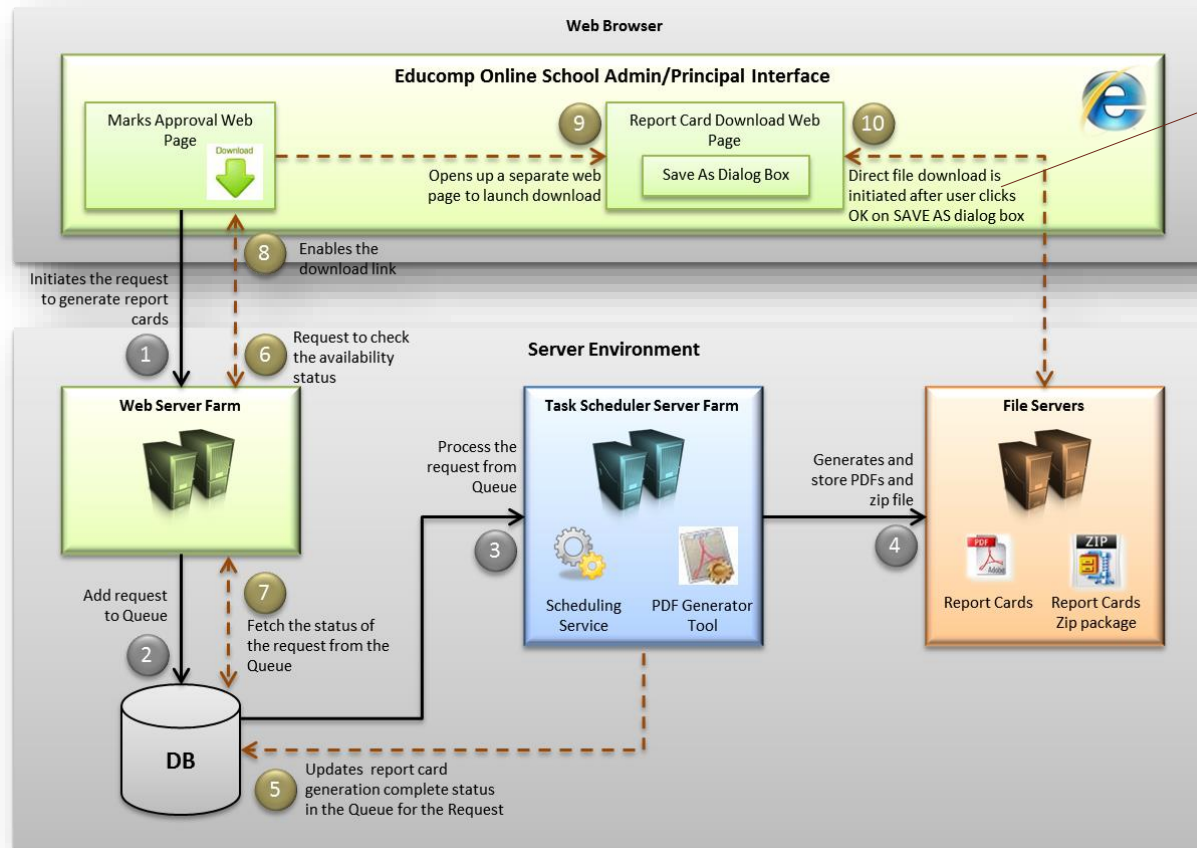 Web Browser
Educomp Online School Admin/Principal Interface
Marks Approval Web
Page
Download
9
Report Card Download Web
Page
Save As Dialog Box
10
Opens up a separate web
page to launch download
Direct file download is
initiated after user clicks
OK on SAVE AS dialog box
8
Enables the
download link
Initiates the request
to generate report
cards
1
6
Request to check
the availability
status
Server Environment
Web Server Farm
Task Scheduler Server Farm
File Servers
Process the
request from
Queue
3
Generates and
store PDFs and
zip file
4
Scheduling
Service
PDF Generator
Tool
PDF
Adobe
ZIP
Report Cards
Report Cards
Zip package
Add request
to Queue
2
7
Fetch the status of
the request from the
Queue
DB
5
Updates report card
generation complete status
in the Queue for the Request